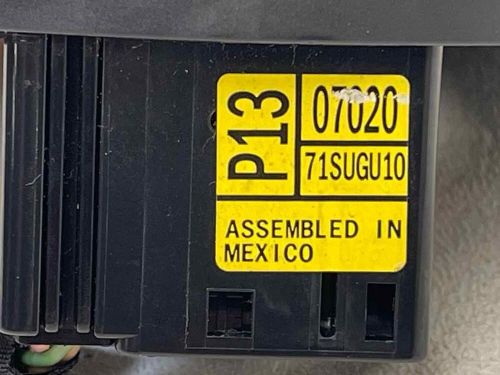 P13
07020
71SUGU10
ASSEMBLED IN
MEXICO